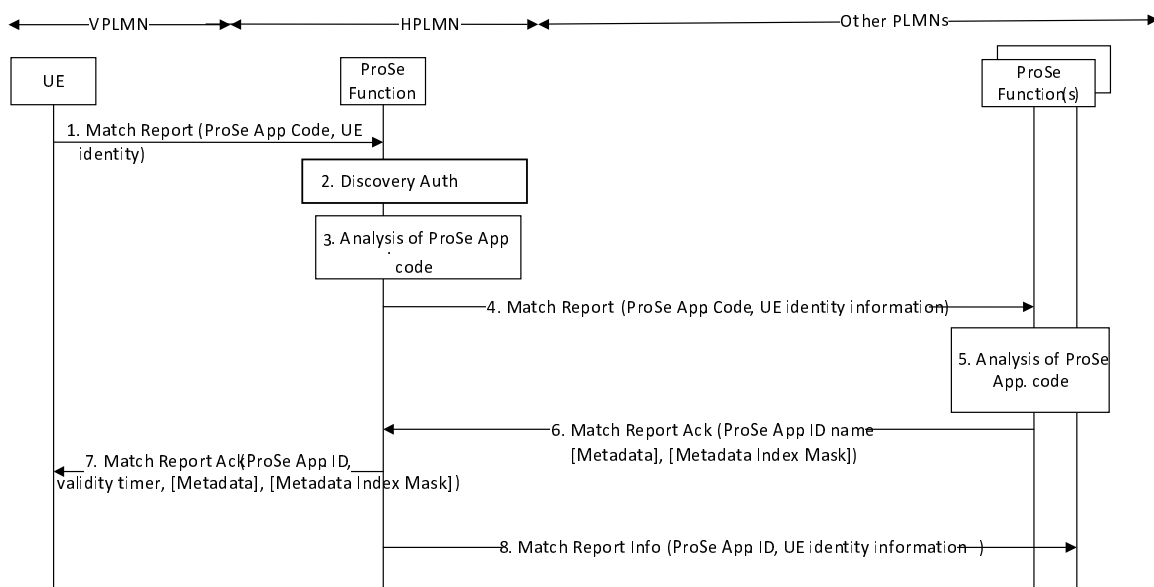 VPLMN
HPLMN
Other PLMNs
UE
ProSe
Function
ProSe
Function(s)
1. Match Report (ProSe App Code, UE
identity)
2. Discovery Auth
3. Analysis of ProSe App
code
4. Match Report (ProSe App Code, UE identity information)
5. Analysis of ProSe
App. code
6. Match Report Ack (ProSe App ID name
[Metadata], [Metadata Index Mask])
7. Match Report Ack(ProSe App ID,
validity timer, [Metadata], [Metadata Index Mask])
8. Match Report Info (ProSe App ID, UE identity information )